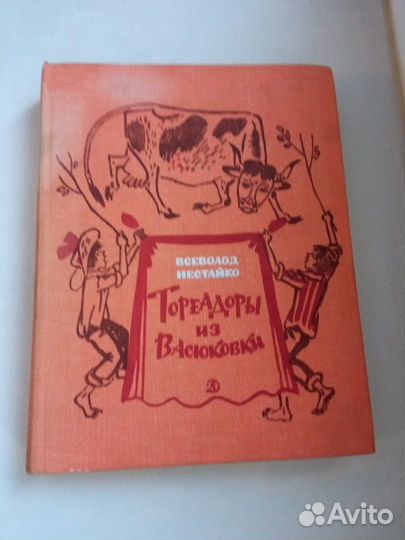 ВСЕВОЛОД
НЕСТАЙКО
ТОРЕАДОРЫ
ИЗ
ВАСЮКОВКИ
Д
Avito